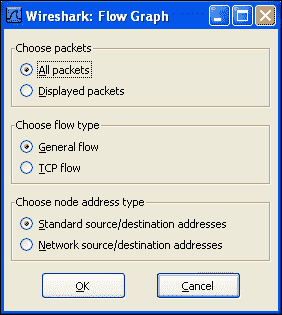 Wireshark: Flow Graph
Choose packets
All packets
Displayed packets
Choose flow type
General flow
TCP flow
Choose node address type
Standard source/destination addresses
Network source/destination addresses
OK
Cancel